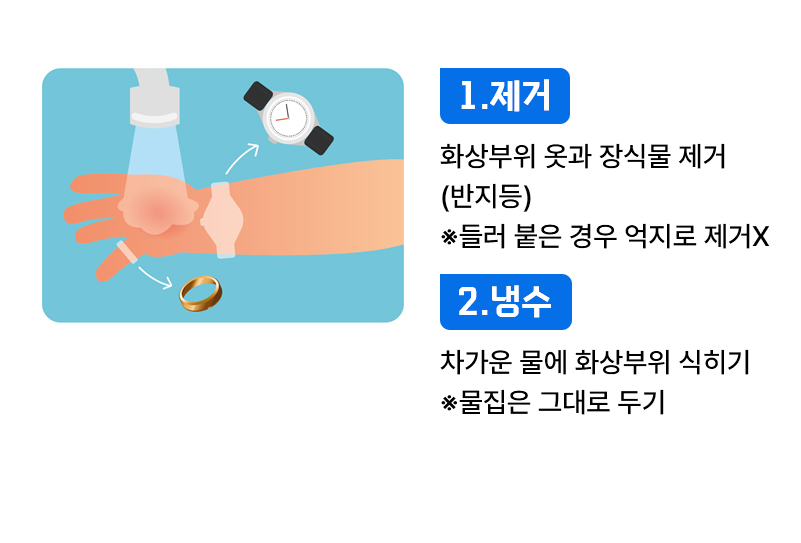 1.제거
화상부위 옷과 장식물 제거
(반지등)
※들러 붙은 경우 억지로 제거X
2.냉수
차가운 물에 화상부위 식히기
※물집은 그대로 두기